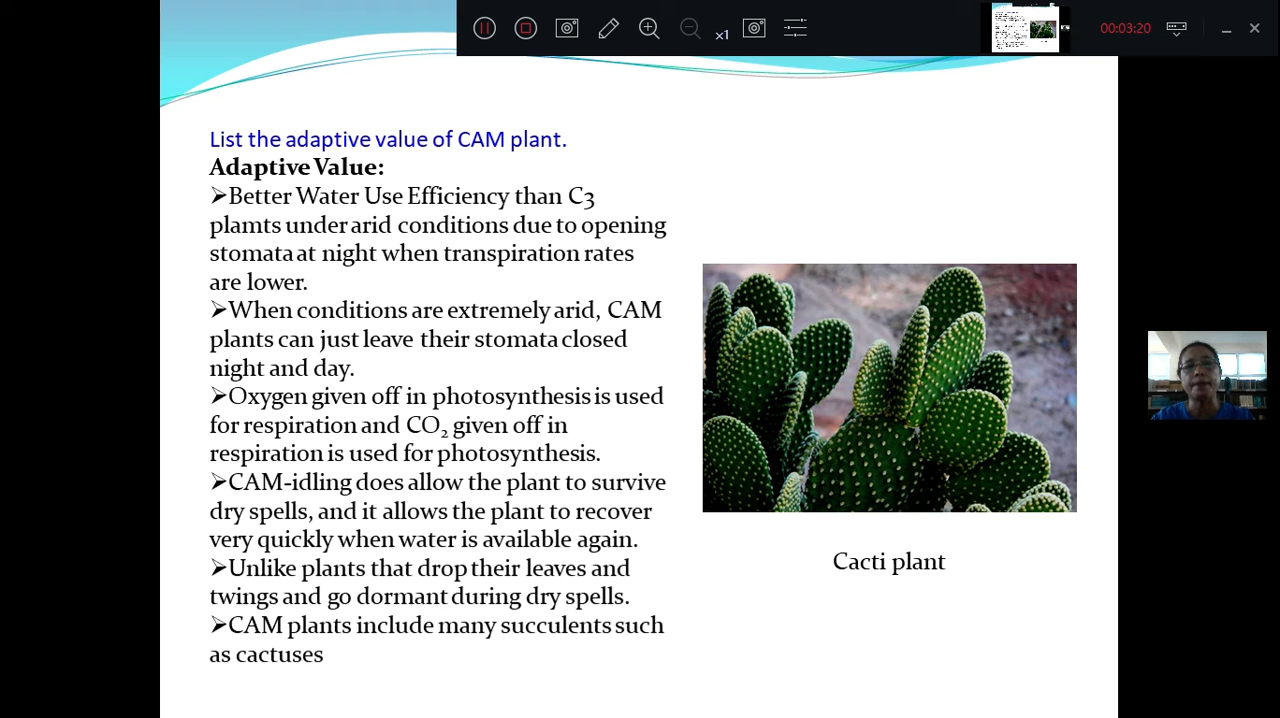 x1
00:03:20
List the adaptive value of CAM plant.
Adaptive Value:
➢Better Water Use Efficiency than C3
plamts under arid conditions due to opening
stomata at night when transpiration rates
are lower.
➢When conditions are extremely arid, CAM
plants can just leave their stomata closed
night and day.
➢Oxygen given off in photosynthesis is used
for respiration and CO₂ given off in
respiration is used for photosynthesis.
➢CAM-idling does allow the plant to survive
dry spells, and it allows the plant to recover
very quickly when water is available again.
➢Unlike plants that drop their leaves and
twings and go dormant during dry spells.
➢CAM plants include many succulents such
as cactuses
Cacti plant